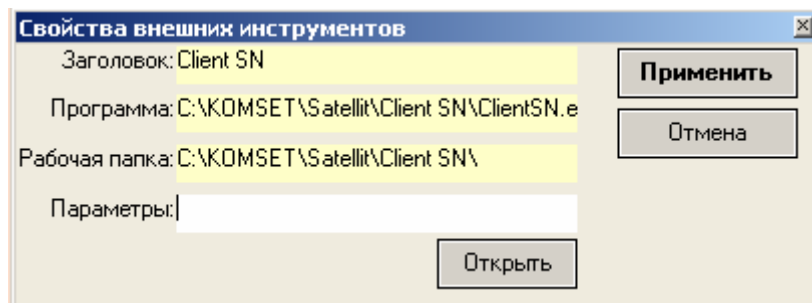 Свойства внешних инструментов
Заголовок: Client SN
Применить
Программа: C:\KOMSET\Satellit\Client SN\ClientSN.e
Отмена
Рабочая папка: C:\KOMSET\Satellit\Client SN\
Параметры:
Открыть